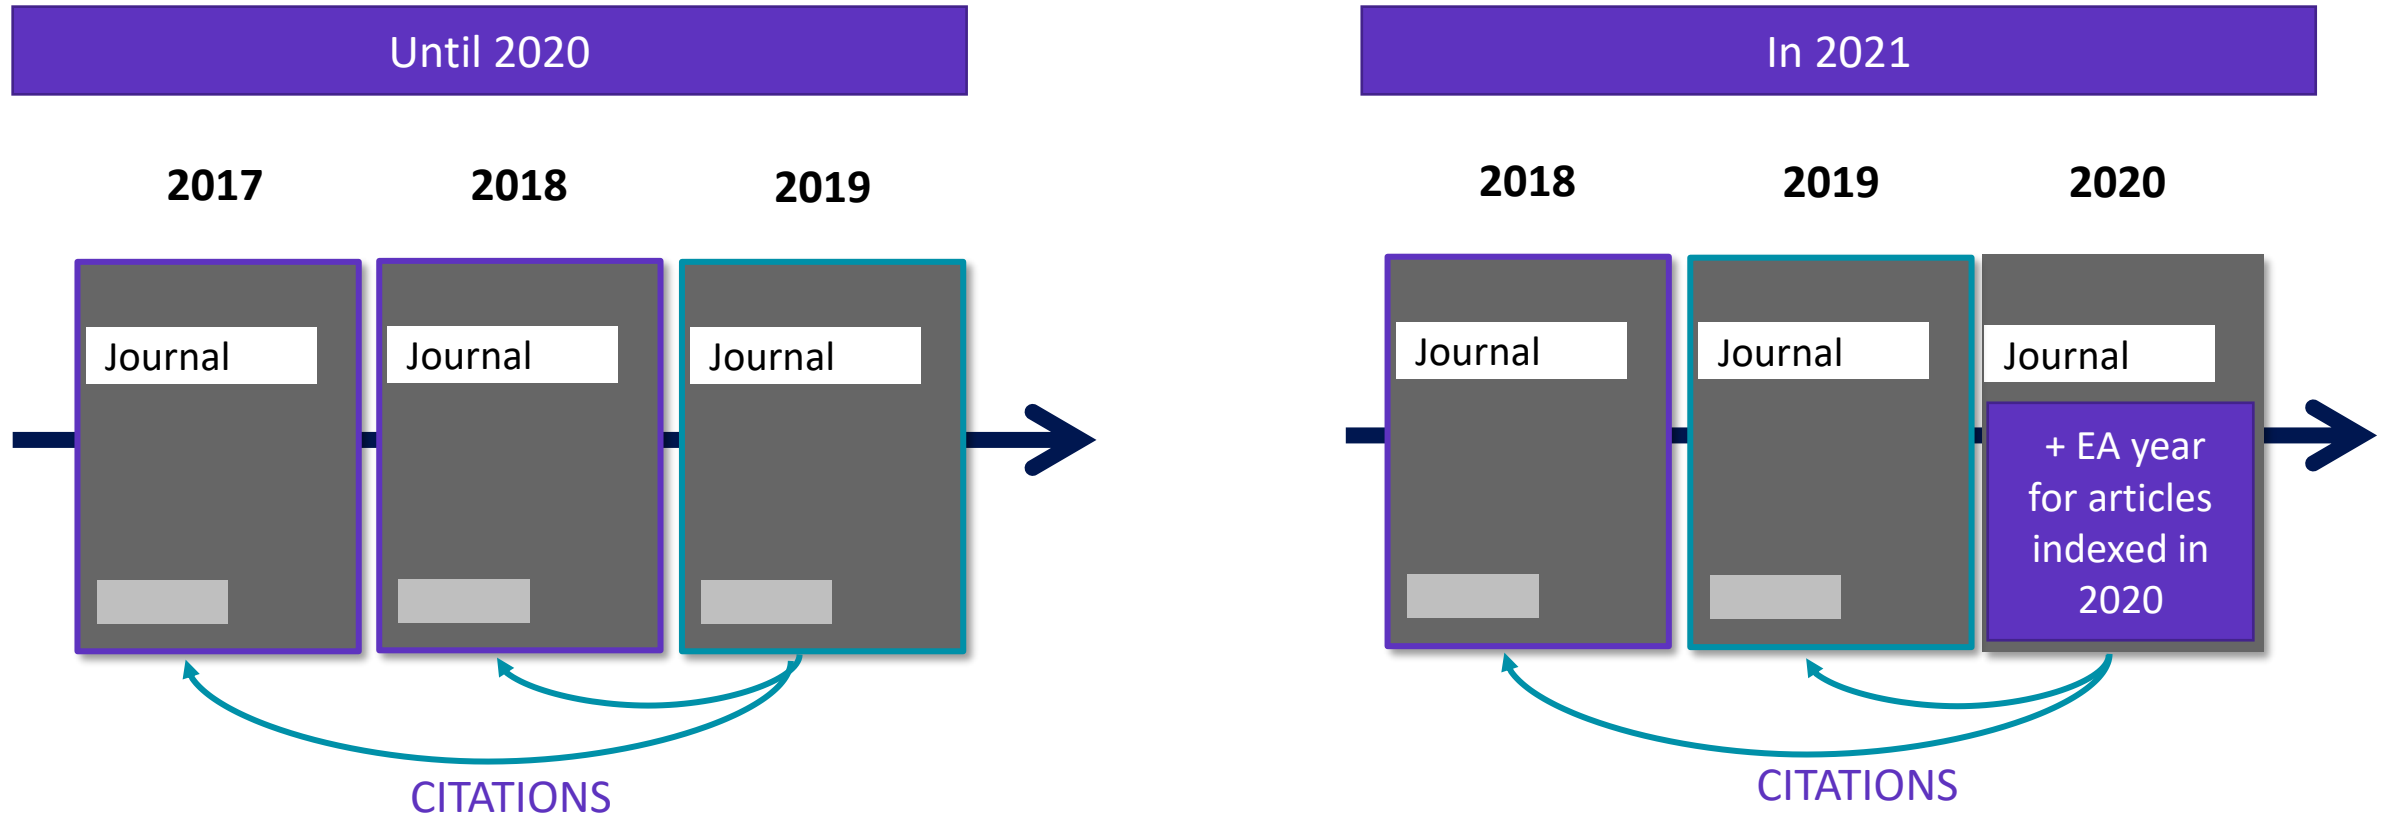 Until 2020
In 2021
2017
2018
2019
2018
2019
2020
Journal
Journal
Journal
Journal
Journal
Journal
+ EA year
for articles
indexed in
2020
CITATIONS
CITATIONS